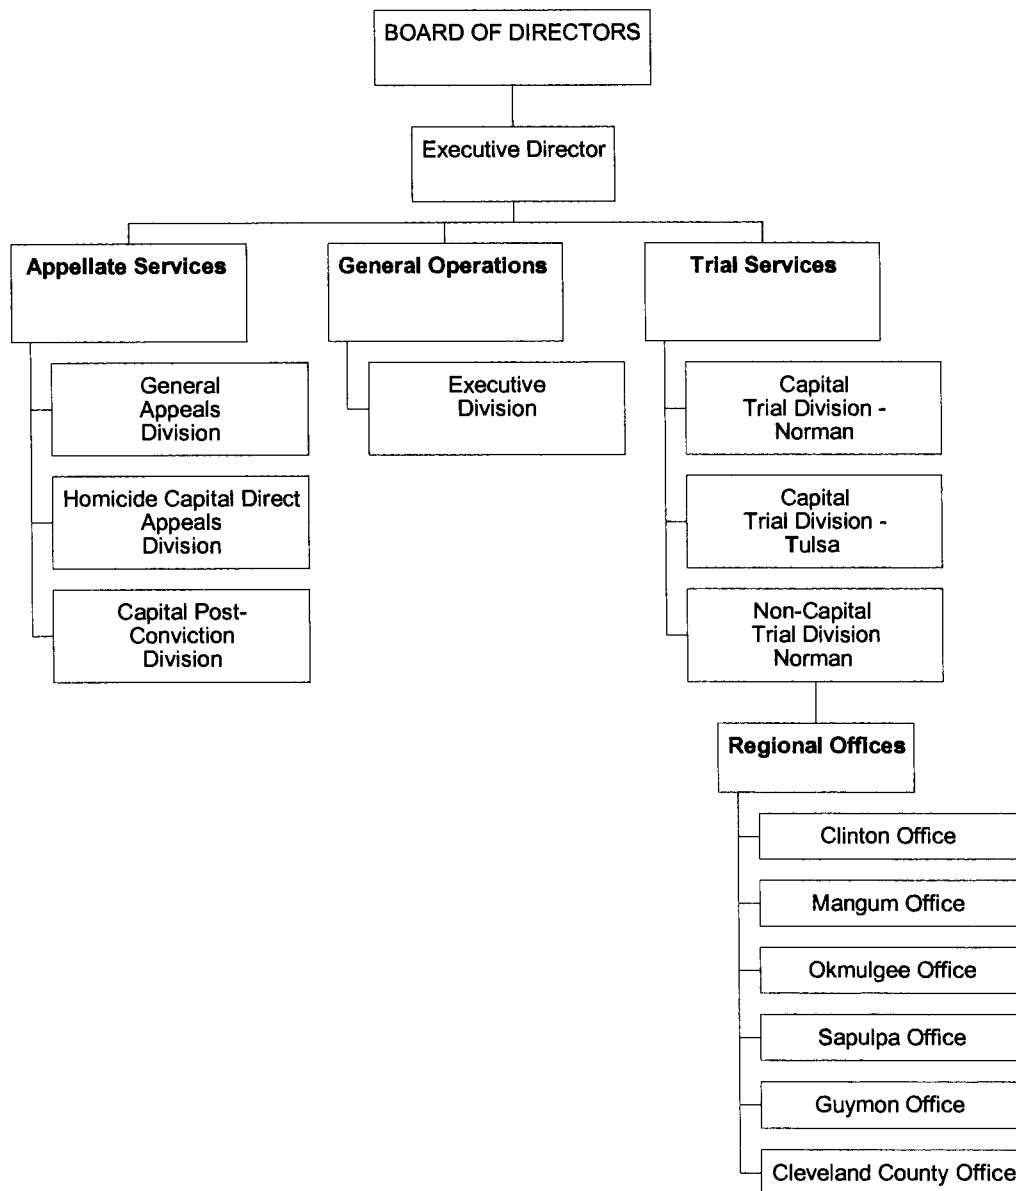 BOARD OF DIRECTORS
Executive Director
Appellate Services
General
Appeals
Division
Homicide Capital Direct
Appeals
Division
Capital Post-
Conviction
Division
General Operations
Executive
Division
Trial Services
Capital
Trial Division -
Norman
Capital
Trial Division -
Tulsa
Non-Capital
Trial Division
Norman
Regional Offices
Clinton Office
Mangum Office
Okmulgee Office
Sapulpa Office
Guymon Office
Cleveland County Office